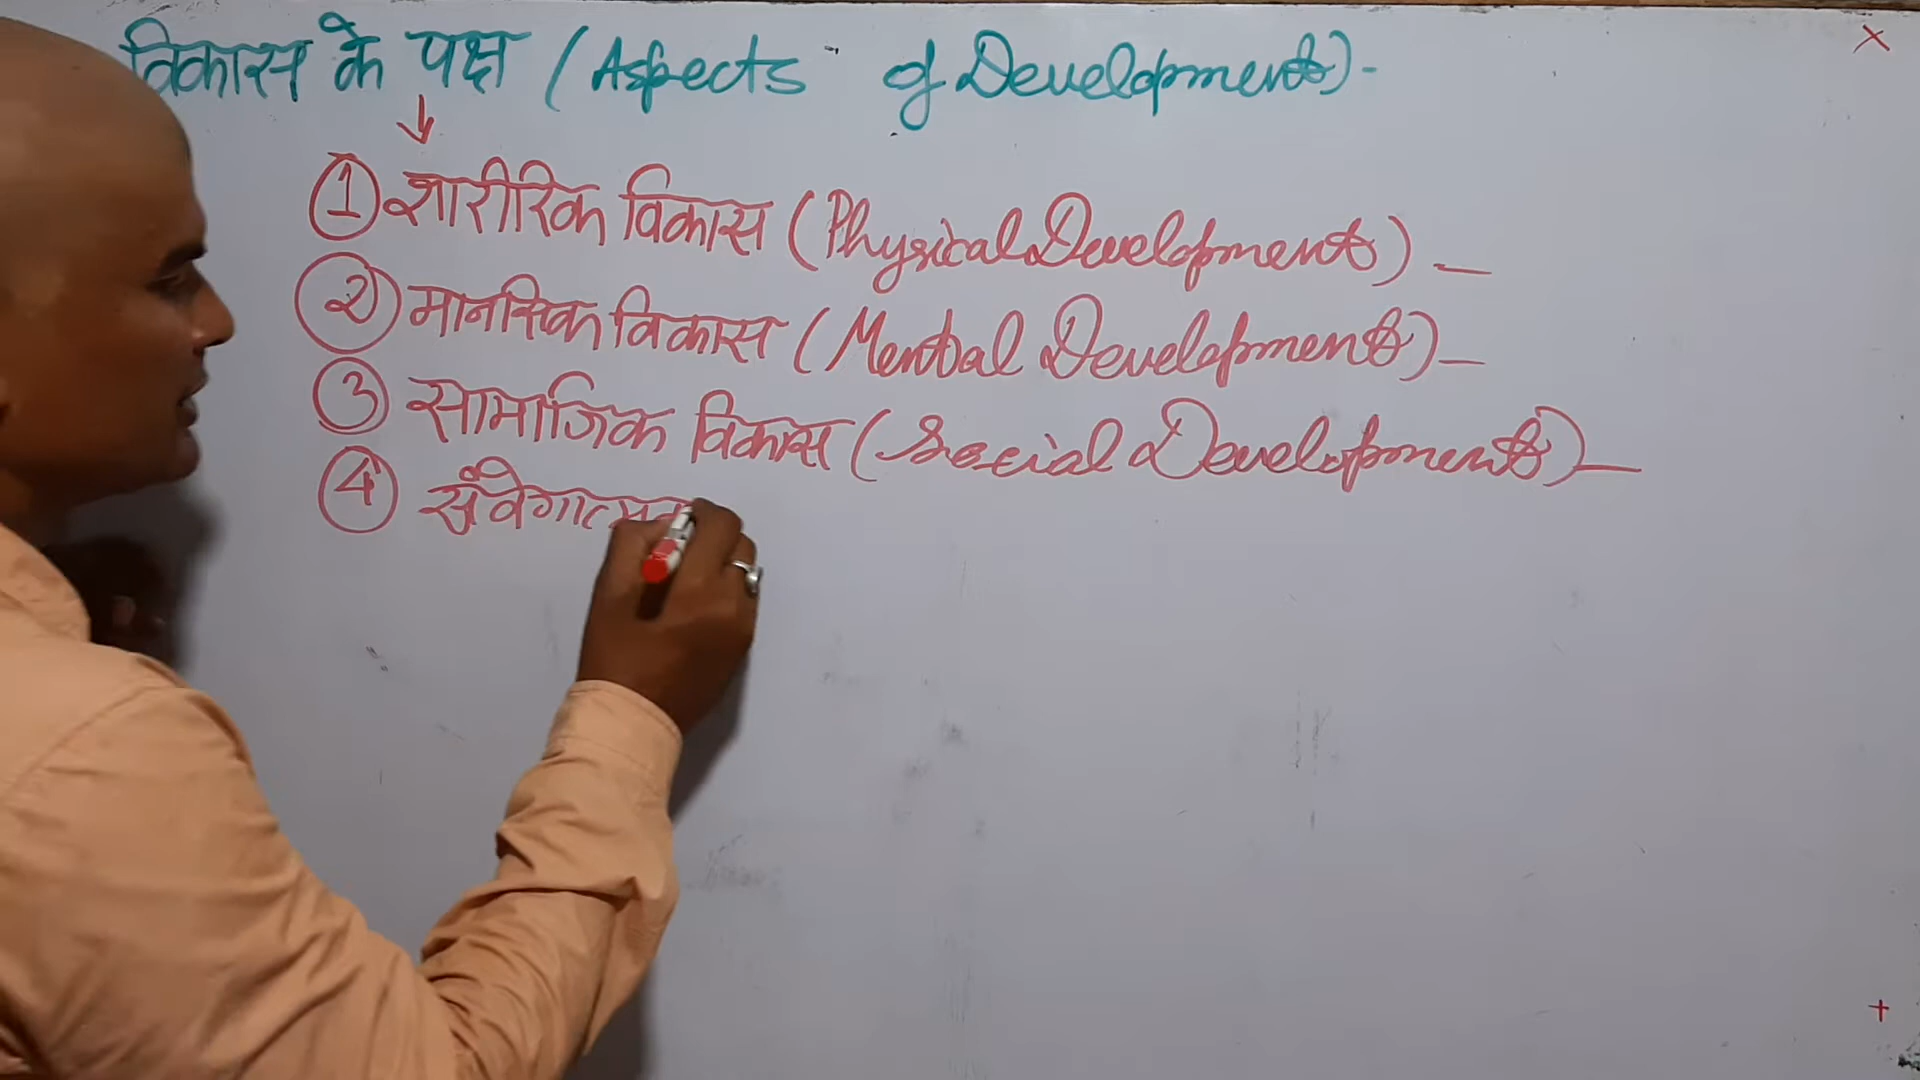 विकास के पक्ष (Aspects of Development)-
① शारीरिक विकास (Physical Development) –
② मानसिक विकास (Mental Development) –
③ सामाजिक विकास (Social Development) –
④ संवेगात्मक